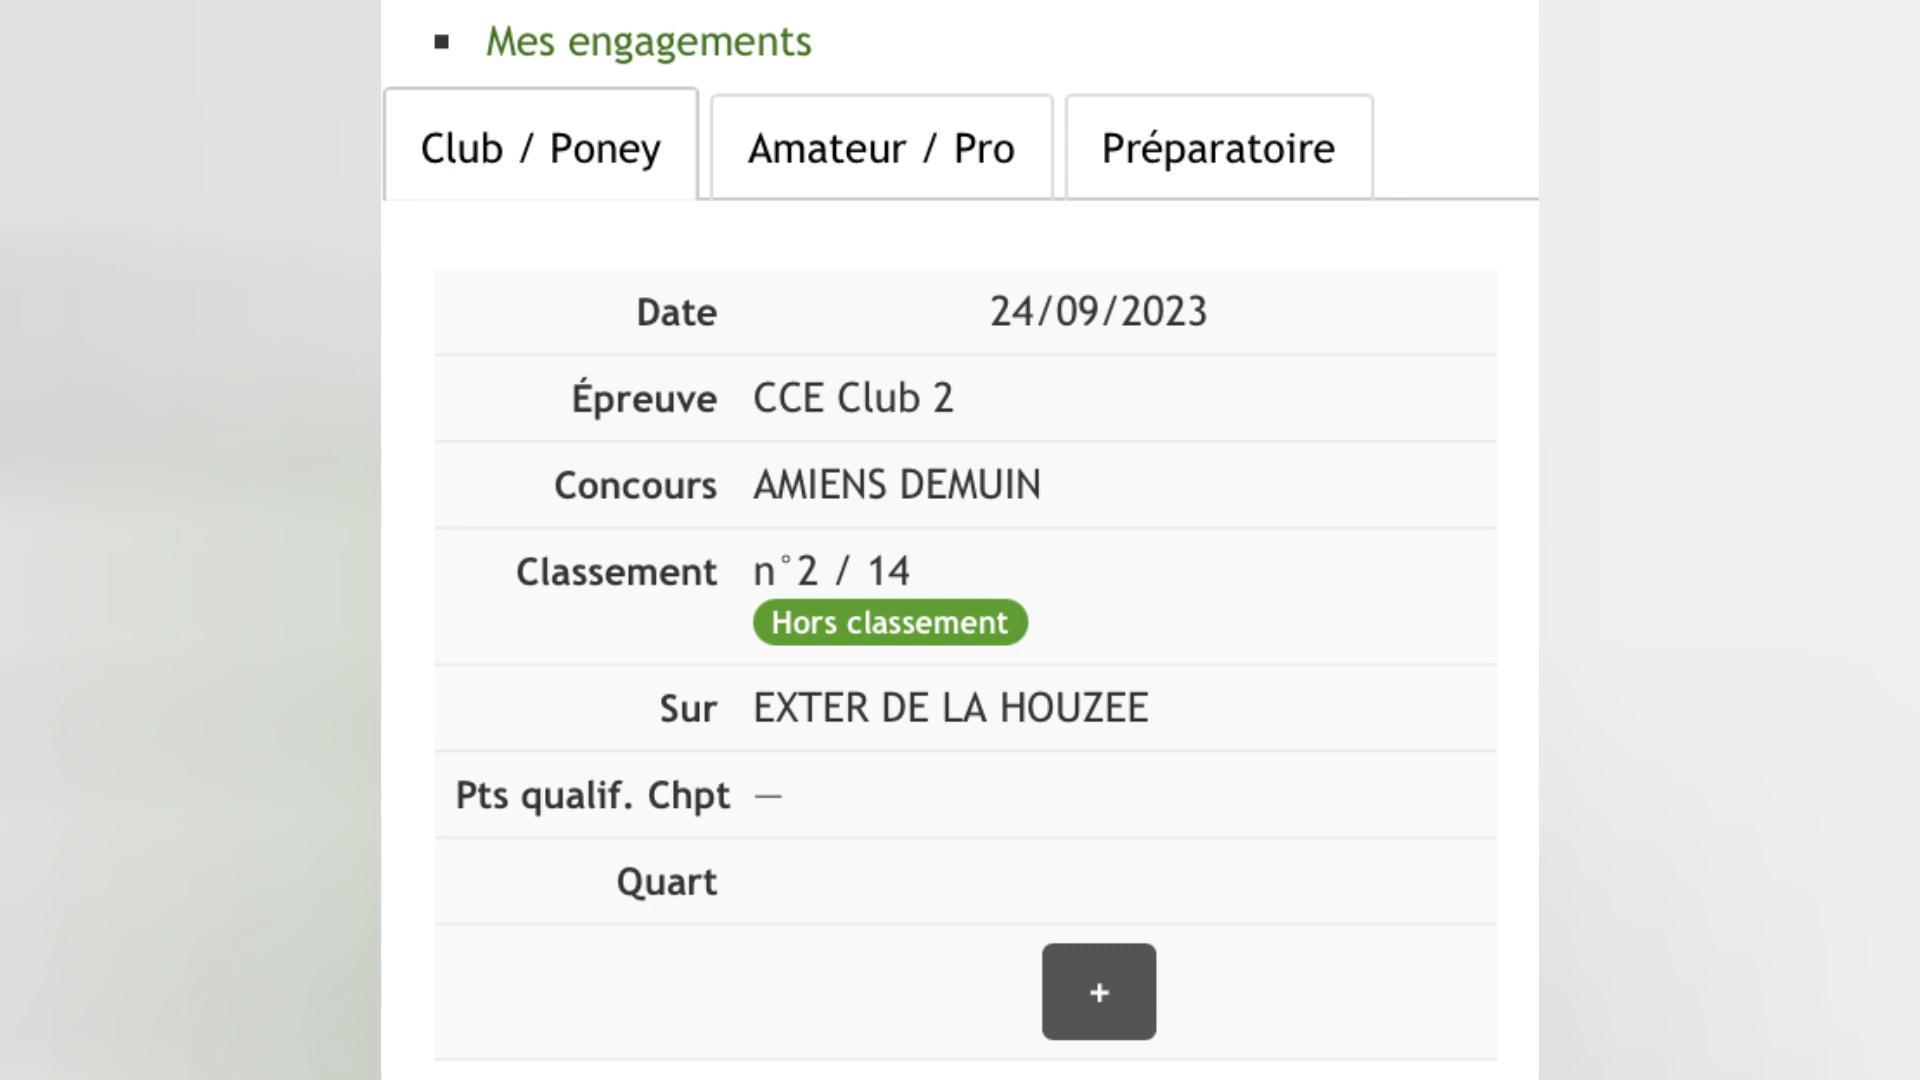 ▪ Mes engagements
Club / Poney Amateur / Pro Préparatoire
Date 24/09/2023
Épreuve CCE Club 2
Concours AMIENS DEMUIN
Classement n°2 / 14
Hors classement
Sur EXTER DE LA HOUZEE
Pts qualif. Chpt —
Quart
+